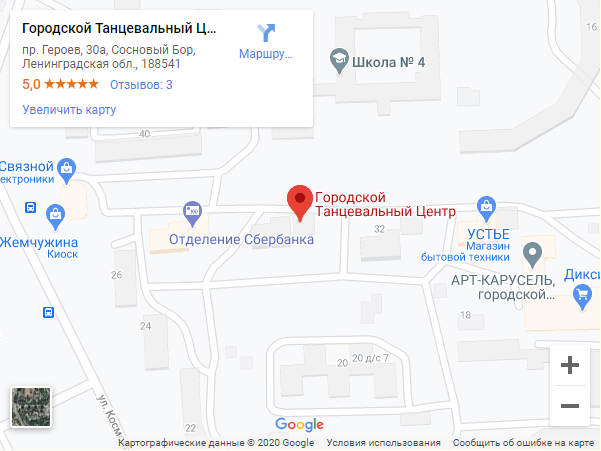 Городской Танцевальный Ц...
пр. Героев, 30а, Сосновый Бор,
Ленинградская обл., 188541
5,0
Отзывов: 3
Увеличить карту
Маршру...
Школа № 4
40
Связной
Жемчужина
Киоск
Отделение Сбербанка
Городской
Танцевальный Центр
32
УСТЬЕ
Магазин
бытовой техники
АРТ-КАРУСЕЛЬ,
городской...
Дикси
26
24
18
20
20 д/с 7
22
ул. Косм
Google
Картографические данные © 2020 Google
Условия использования
Сообщить об ошибке на карте